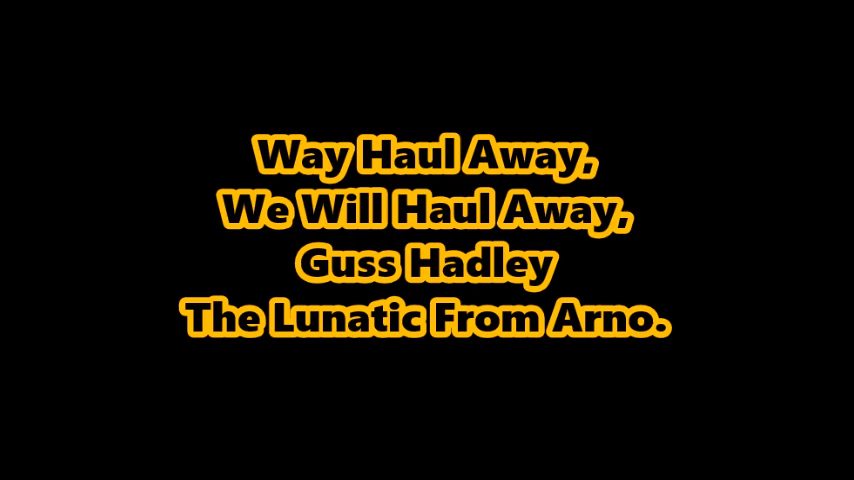 Way Haul Away,
We Will Haul Away,
Guss Hadley
The Lunatic From Arno.